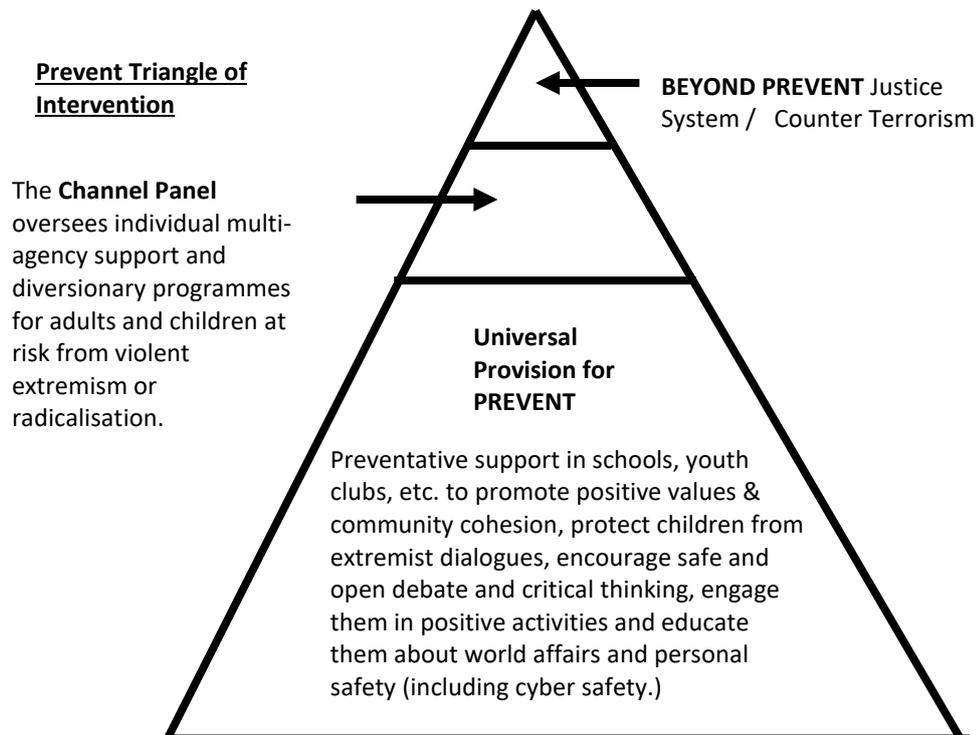 Prevent Triangle of
Intervention
BEYOND PREVENT Justice
System / Counter Terrorism
The Channel Panel
oversees individual multi-
agency support and
diversionary programmes
for adults and children at
risk from violent
extremism or
radicalisation.
Universal
Provision for
PREVENT
Preventative support in schools, youth
clubs, etc. to promote positive values &
community cohesion, protect children from
extremist dialogues, encourage safe and
open debate and critical thinking, engage
them in positive activities and educate
them about world affairs and personal
safety (including cyber safety.)